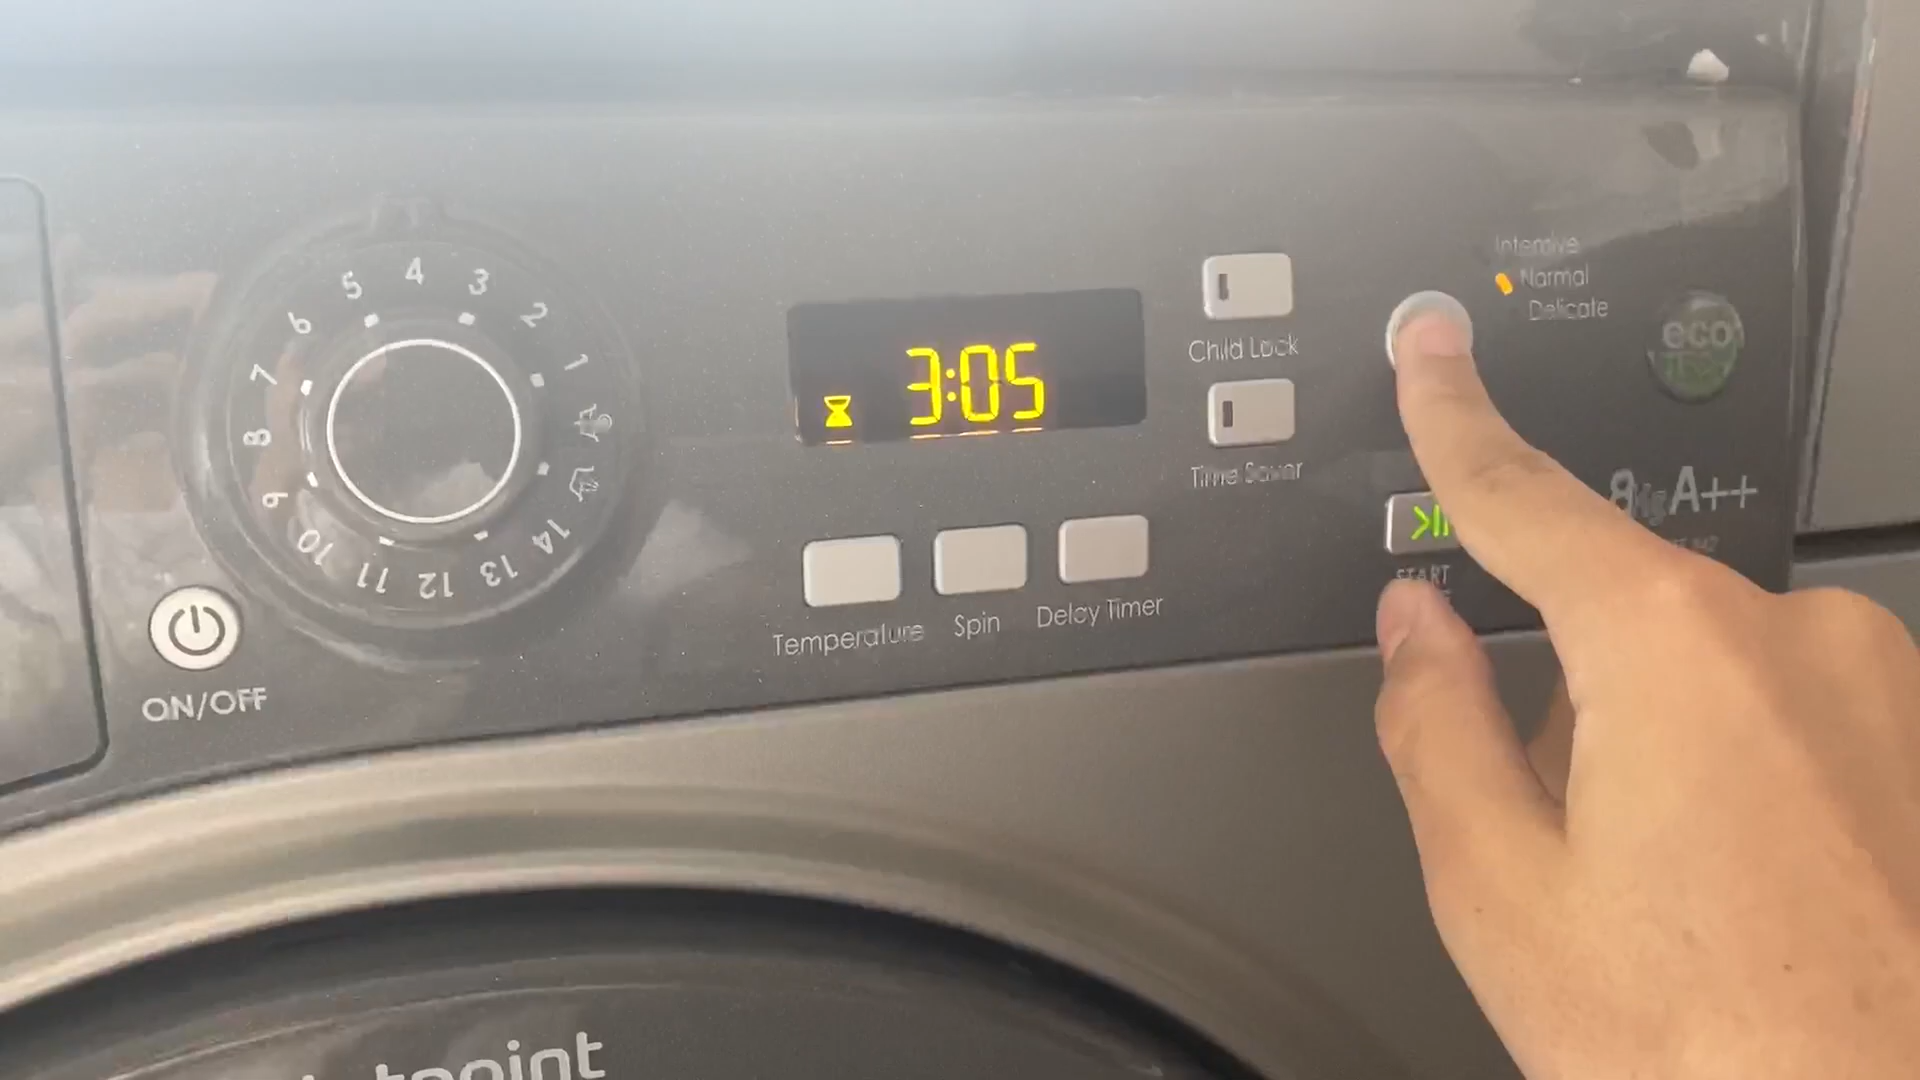 5 4 3 2 1
6 7 8 9 10 11 12 13 14
ON/OFF
3:05
Temperature
Spin
Delay Timer
Child Lock
Time Saver
Intensive
Normal
Delicate
eco
8kg A++
START